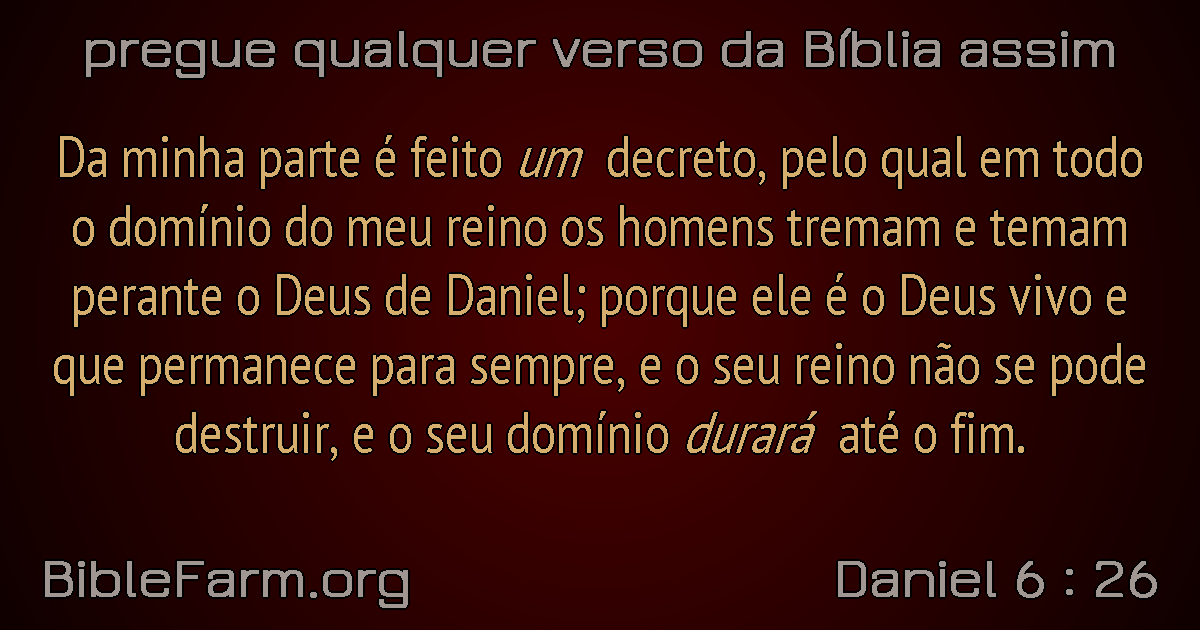 pregue qualquer verso da Bíblia assim
Da minha parte é feito um decreto, pelo qual em todo
o domínio do meu reino os homens tremam e temam
perante o Deus de Daniel; porque ele é o Deus vivo e
que permanece para sempre, e o seu reino não se pode
destruir, e o seu domínio durará até o fim.
BibleFarm.org
Daniel 6 : 26